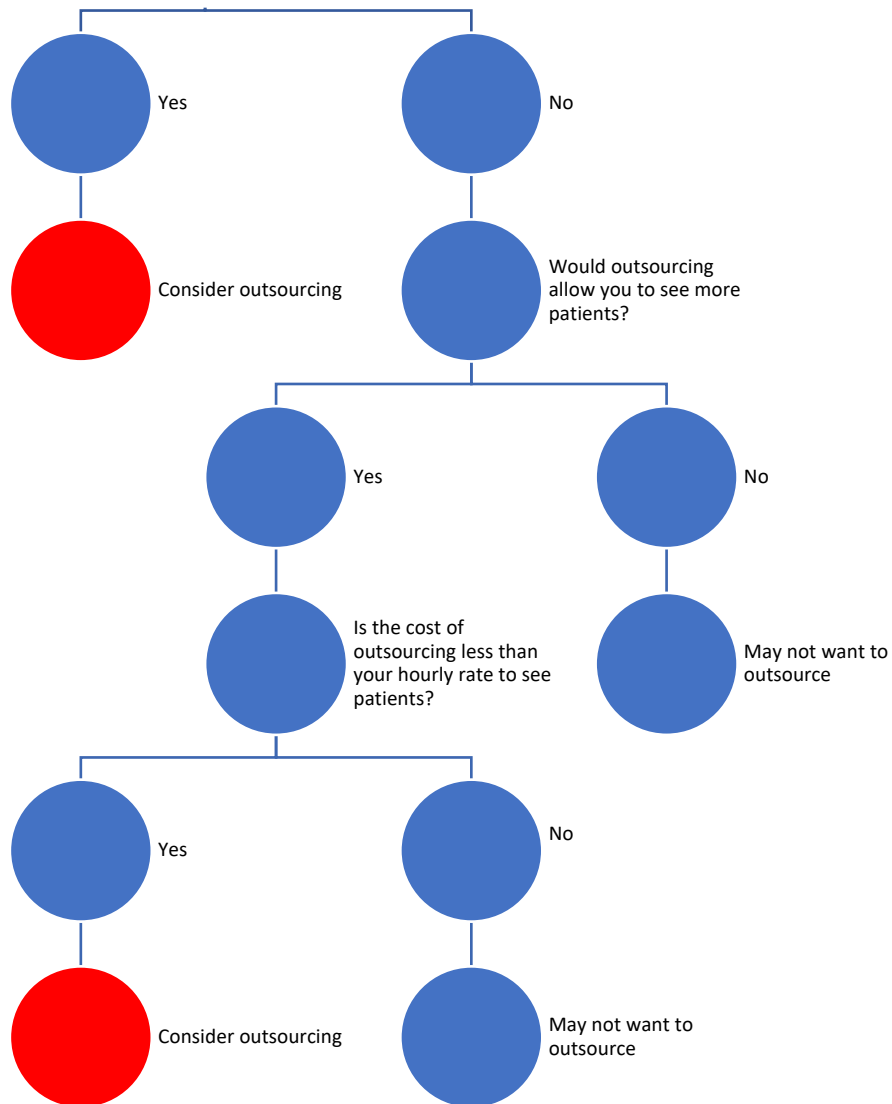 Yes
No
Consider outsourcing
Would outsourcing
allow you to see more
patients?
Yes
No
Is the cost of
outsourcing less than
your hourly rate to see
patients?
May not want to
outsource
Yes
No
Consider outsourcing
May not want to
outsource